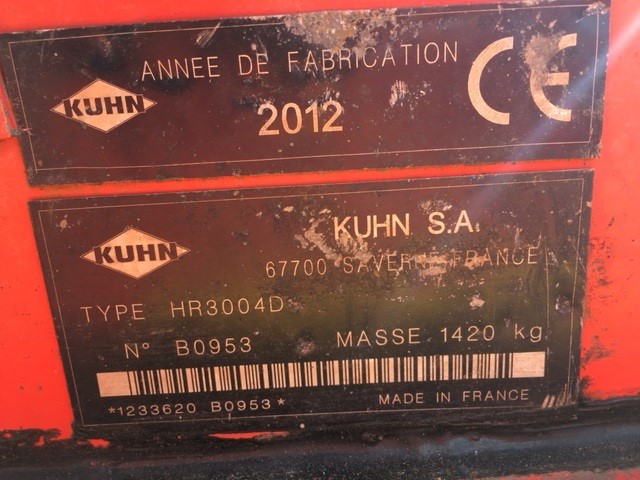 ANNEE DE FABRICATION
KUHN
2012
CE
KUHN
KUHN S.A.
67700 SAVERNE-FRANCE
TYPE HR3004D
N° B0953 MASSE 1420 kg
*1233620 B0953*
MADE IN FRANCE